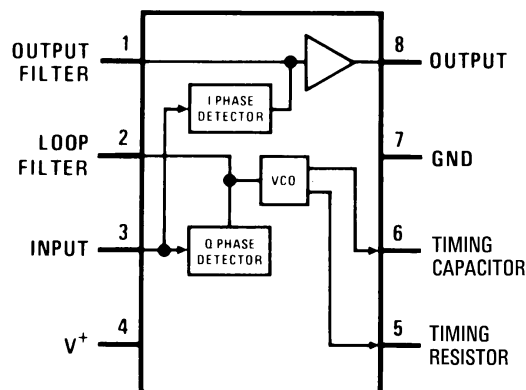 1
OUTPUT
FILTER
8
OUTPUT
I PHASE
DETECTOR
2
LOOP
FILTER
7
GND
VCO
3
INPUT
Q PHASE
DETECTOR
6
TIMING
CAPACITOR
4
V+
5
TIMING
RESISTOR